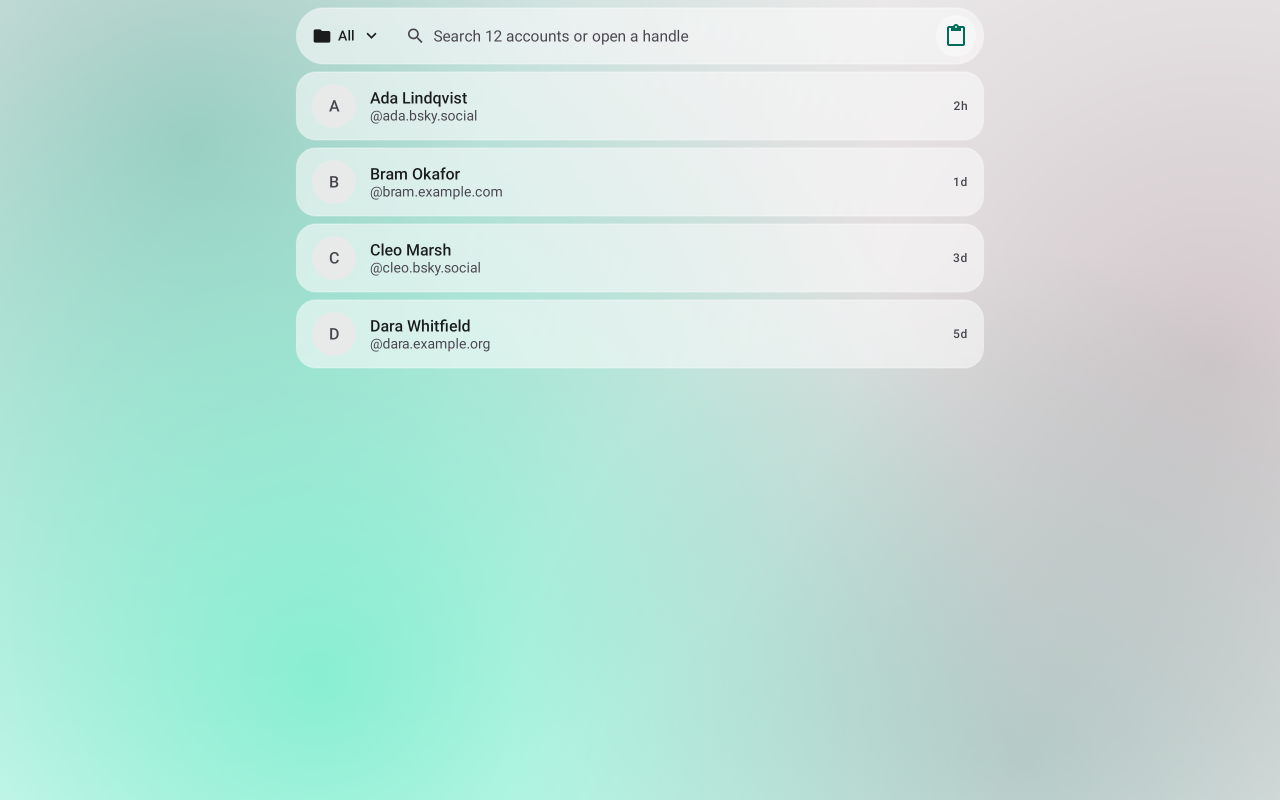 All
Search 12 accounts or open a handle
A
Ada Lindqvist
@ada.bsky.social
2h
B
Bram Okafor
@bram.example.com
1d
C
Cleo Marsh
@cleo.bsky.social
3d
D
Dara Whitfield
@dara.example.org
5d